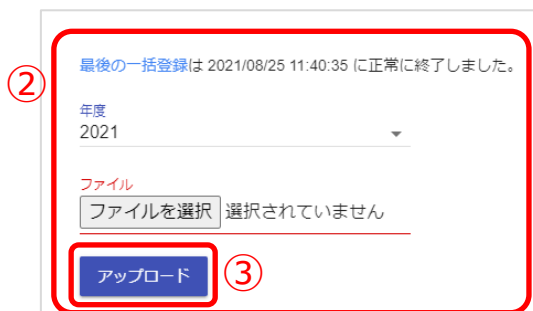 ②
最後の一括登録は 2021/08/25 11:40:35 に正常に終了しました。
年度
2021
ファイル
ファイルを選択 選択されていません
アップロード
③